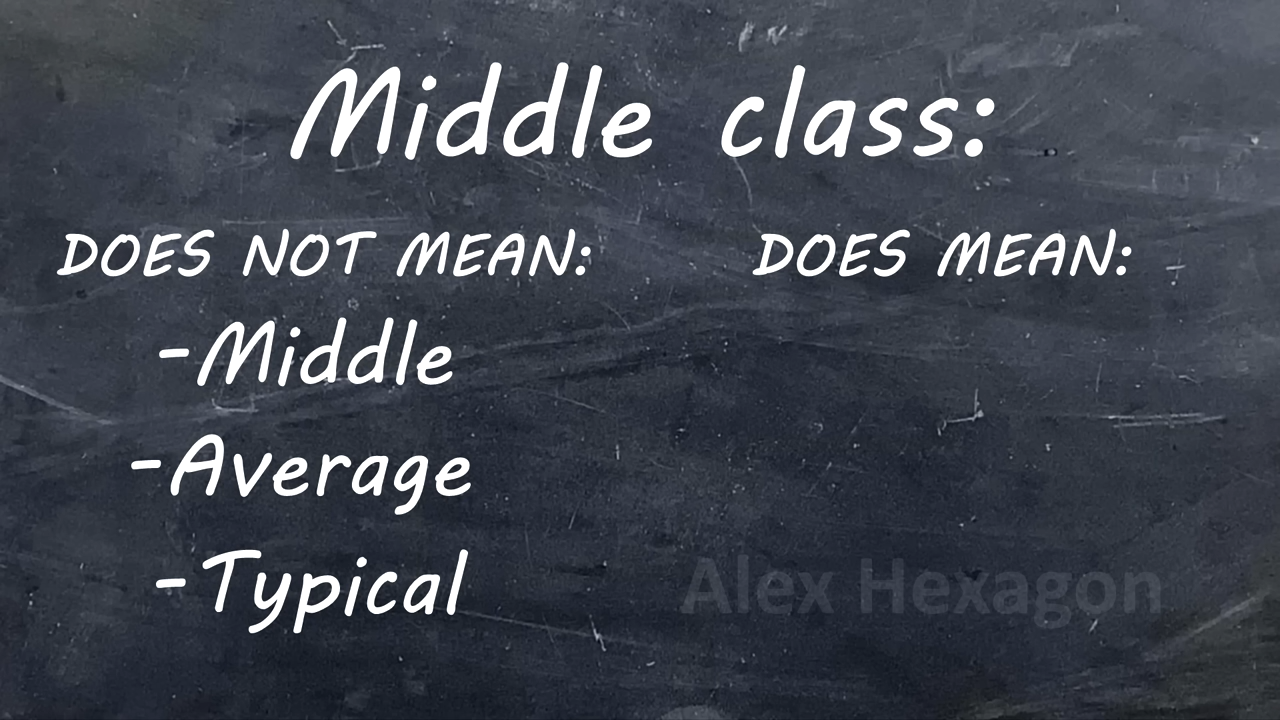 Middle class:
DOES NOT MEAN:
DOES MEAN:
-Middle
-Average
-Typical
Alex Hexagon